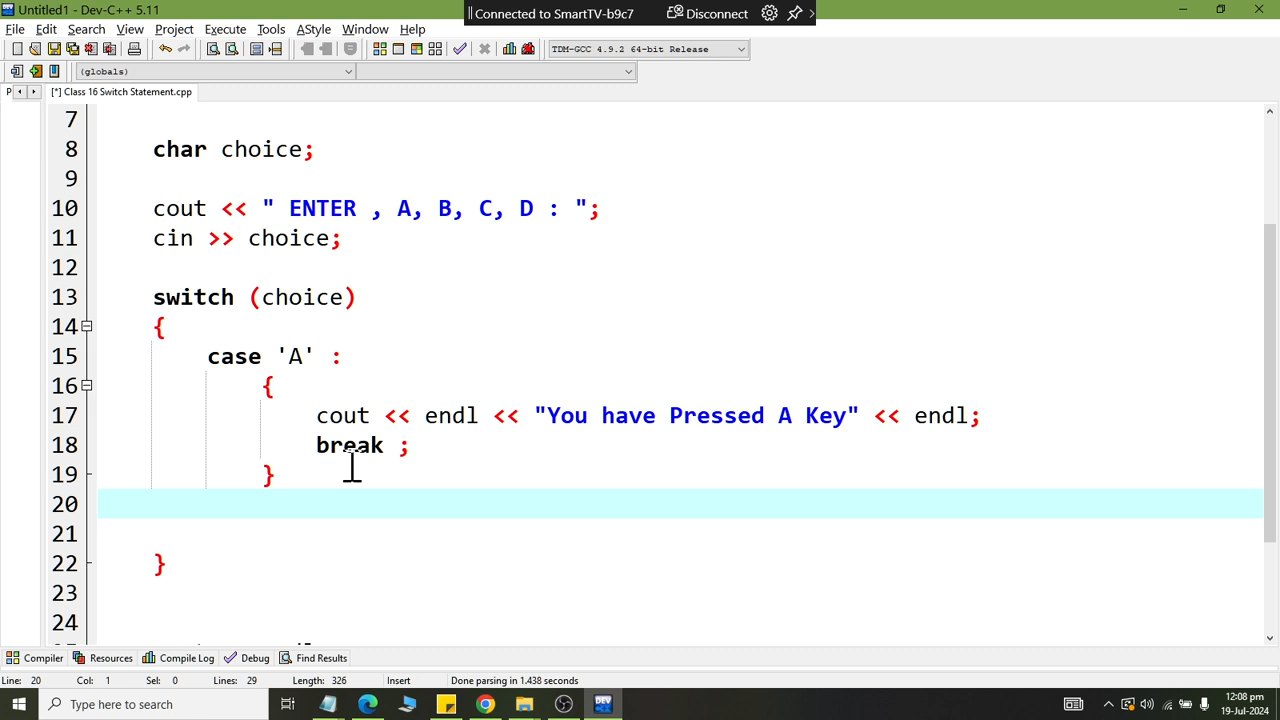 Untitled1 - Dev-C++ 5.11
Connected to SmartTV-b9c7 Disconnect
File Edit Search View Project Execute Tools AStyle Window Help
TDM-GCC 4.9.2 64-bit Release
(globals)
P [*] Class 16 Switch Statement.cpp
7
8 char choice;
9
10 cout << " ENTER , A, B, C, D : ";
11 cin >> choice;
12
13 switch (choice)
14 {
15 case 'A' :
16 {
17 cout << endl << "You have Pressed A Key" << endl;
18 break ;
19 }
20
21
22 }
23
24
Compiler Resources Compile Log Debug Find Results
Line: 20 Col: 1 Sel: 0 Lines: 29 Length: 326 Insert Done parsing in 1.438 seconds
Type here to search
DEV
12:08 pm
19-Jul-2024